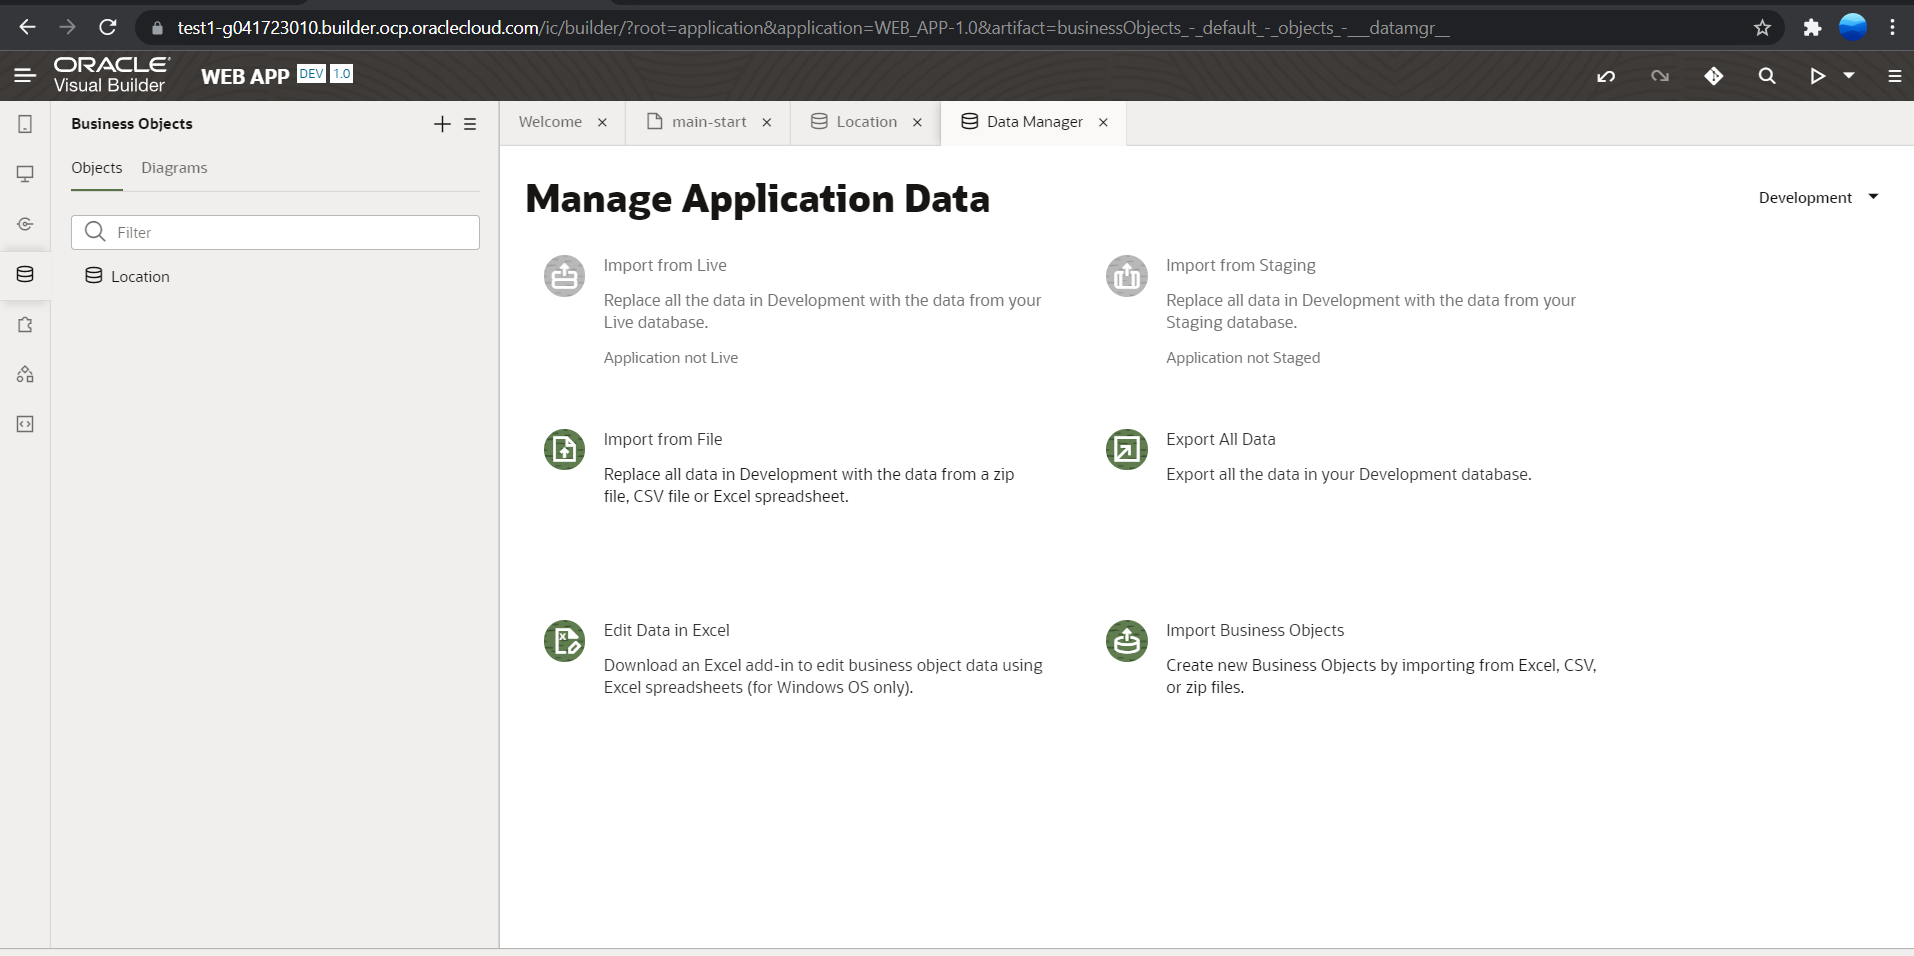 test1-g041723010.builder.ocp.oraclecloud.com/ic/builder/?root=application&application=WEB_APP-1.0&artifact=businessObjects_-_default_-_objects_-___datamgr__
ORACLE
Visual Builder
WEB APP DEV 1.0
Business Objects
Objects Diagrams
Filter
Location
Welcome main-start Location Data Manager
Manage Application Data
Development
Import from Live
Replace all the data in Development with the data from your
Live database.
Application not Live
Import from Staging
Replace all data in Development with the data from your
Staging database.
Application not Staged
Import from File
Replace all data in Development with the data from a zip
file, CSV file or Excel spreadsheet.
Export All Data
Export all the data in your Development database.
Edit Data in Excel
Download an Excel add-in to edit business object data using
Excel spreadsheets (for Windows OS only).
Import Business Objects
Create new Business Objects by importing from Excel, CSV,
or zip files.